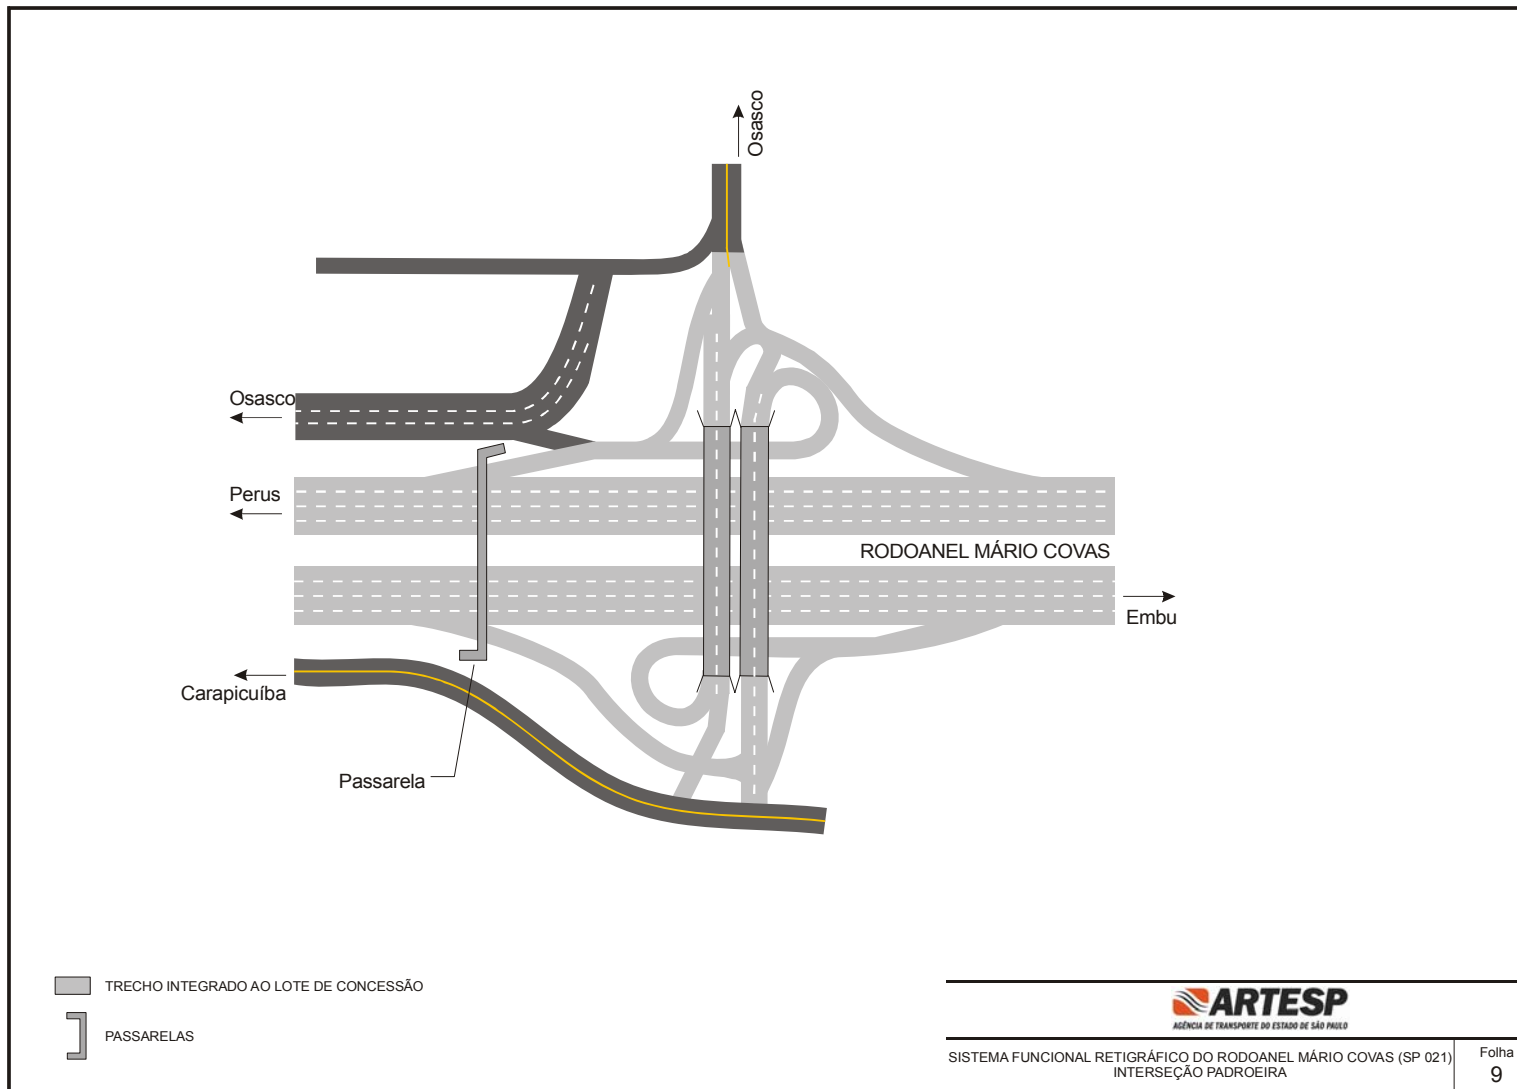 Osasco
Osasco
Perus
RODOANEL MÁRIO COVAS
Embu
Carapicuíba
Passarela
TRECHO INTEGRADO AO LOTE DE CONCESSÃO
PASSARELAS
ARTESP
AGÊNCIA DE TRANSPORTE DO ESTADO DE SÃO PAULO
SISTEMA FUNCIONAL RETIGRÁFICO DO RODOANEL MÁRIO COVAS (SP 021)
INTERSEÇÃO PADROEIRA
Folha
9